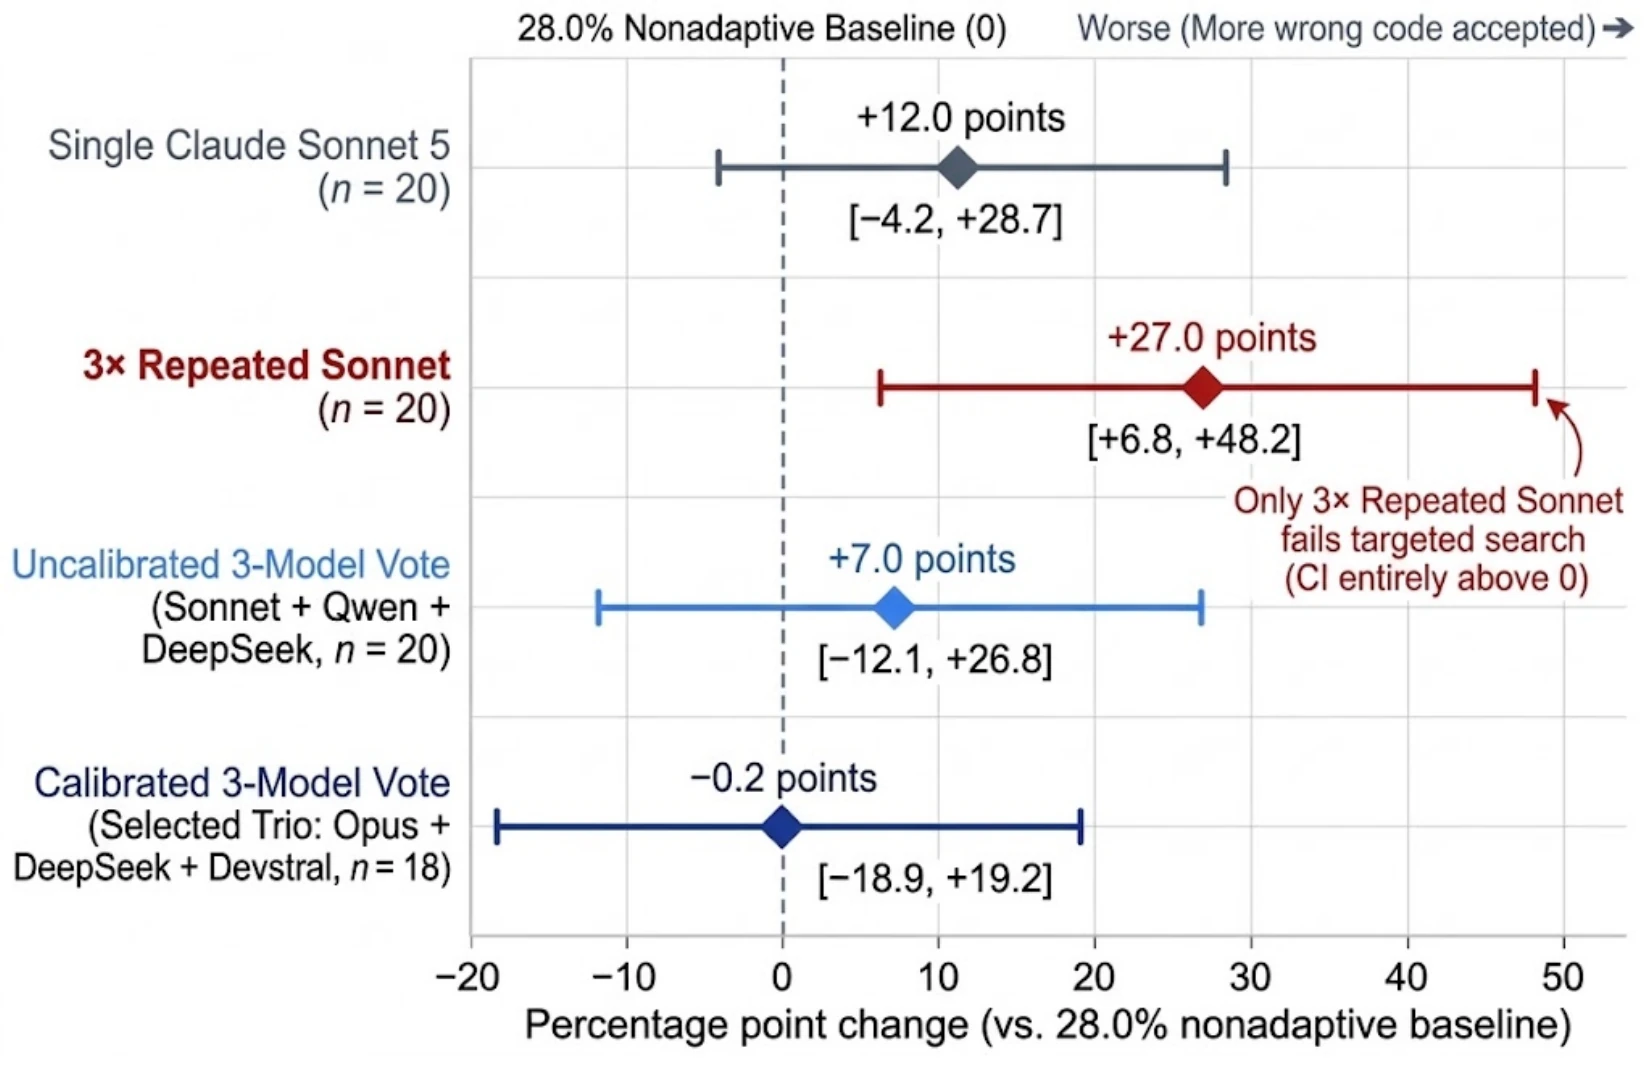 28.0% Nonadaptive Baseline (0)
Worse (More wrong code accepted) →
Single Claude Sonnet 5
(n = 20)
+12.0 points
[−4.2, +28.7]
3× Repeated Sonnet
(n = 20)
+27.0 points
[+6.8, +48.2]
Only 3× Repeated Sonnet
fails targeted search
(CI entirely above 0)
Uncalibrated 3-Model Vote
(Sonnet + Qwen +
DeepSeek, n = 20)
+7.0 points
[−12.1, +26.8]
Calibrated 3-Model Vote
(Selected Trio: Opus +
DeepSeek + Devstral, n = 18)
−0.2 points
[−18.9, +19.2]
−20 −10 0 10 20 30 40 50
Percentage point change (vs. 28.0% nonadaptive baseline)